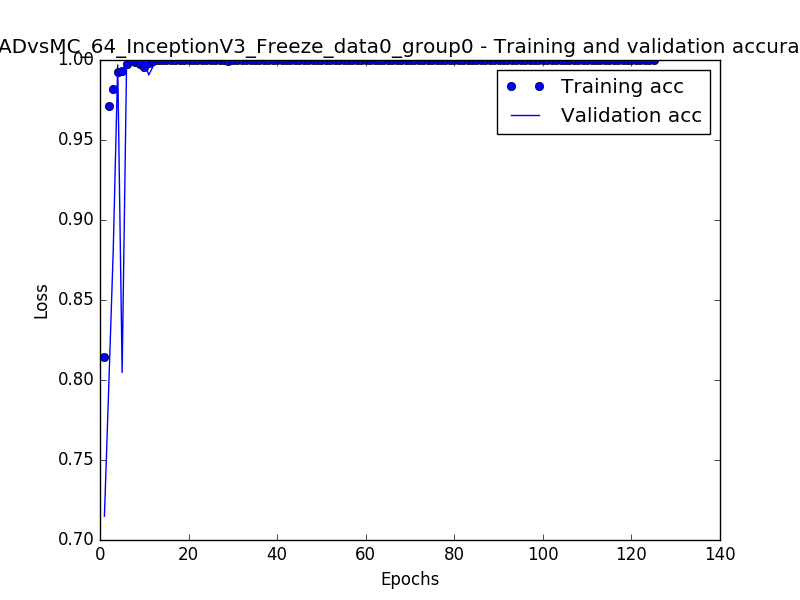 ADvsMC_64_InceptionV3_Freeze_data0_group0 - Training and validation accura
1.00
0.95
0.90
0.85
0.80
0.75
0.70
Loss
Training acc
Validation acc
0 20 40 60 80 100 120 140
Epochs